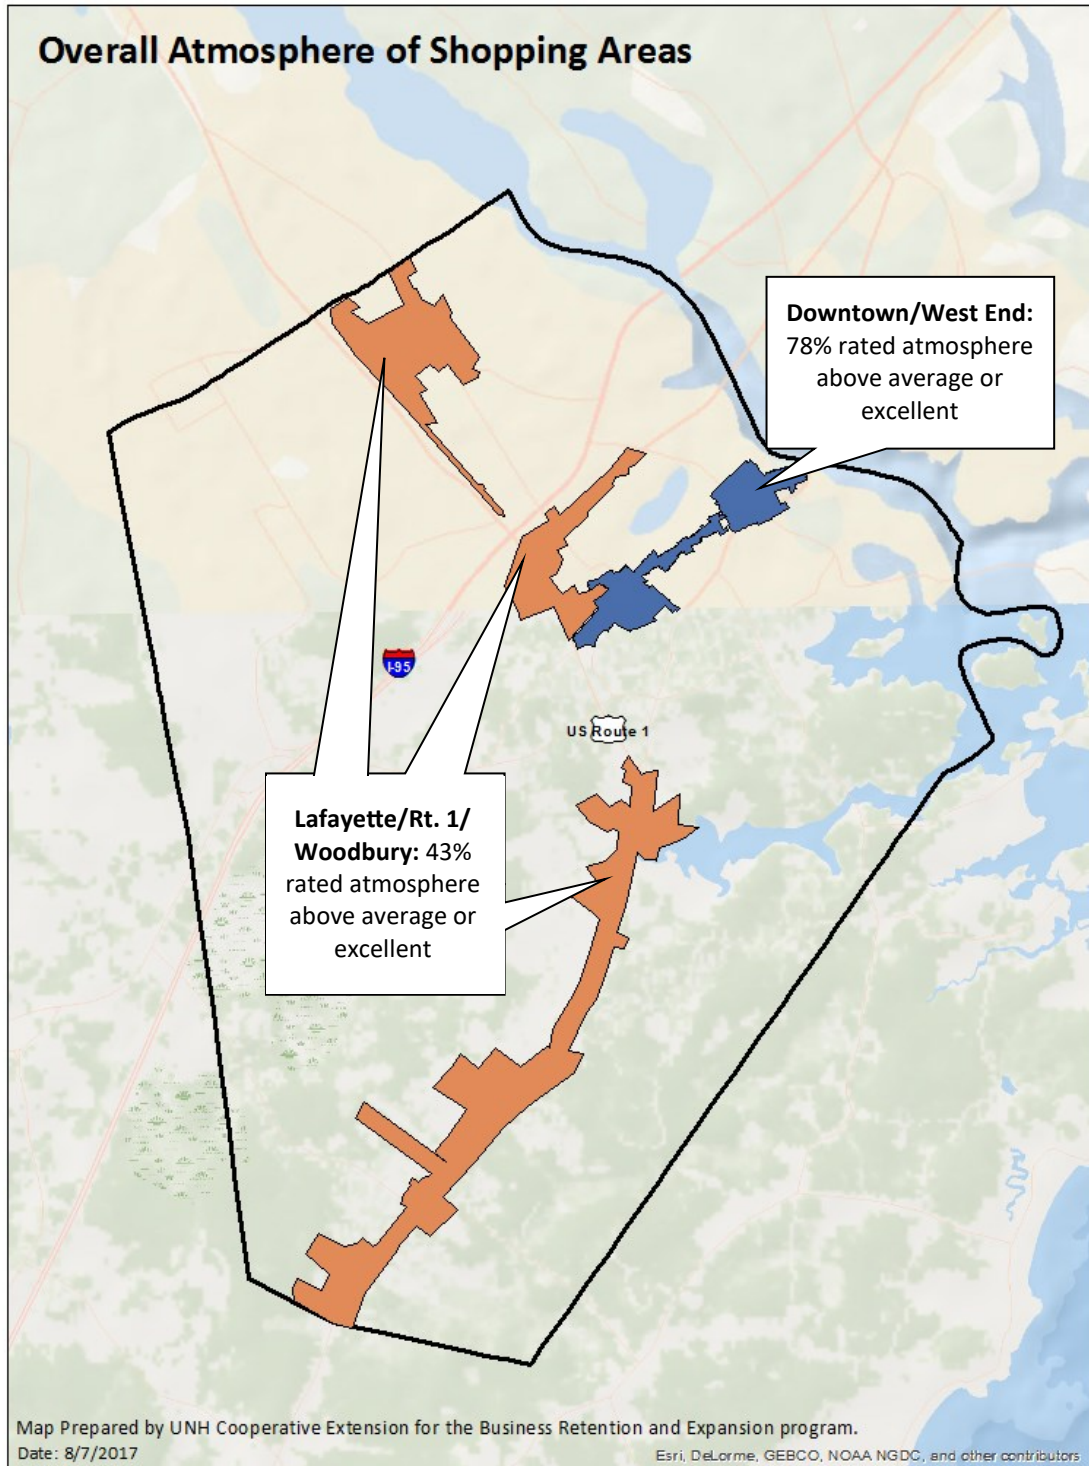 Overall Atmosphere of Shopping Areas
Downtown/West End:
78% rated atmosphere
above average or
excellent
I-95
US Route 1
Lafayette/Rt. 1/
Woodbury: 43%
rated atmosphere
above average or
excellent
Map Prepared by UNH Cooperative Extension for the Business Retention and Expansion program.
Date: 8/7/2017
Esri, DeLorme, GEBCO, NOAA NGDC, and other contributors